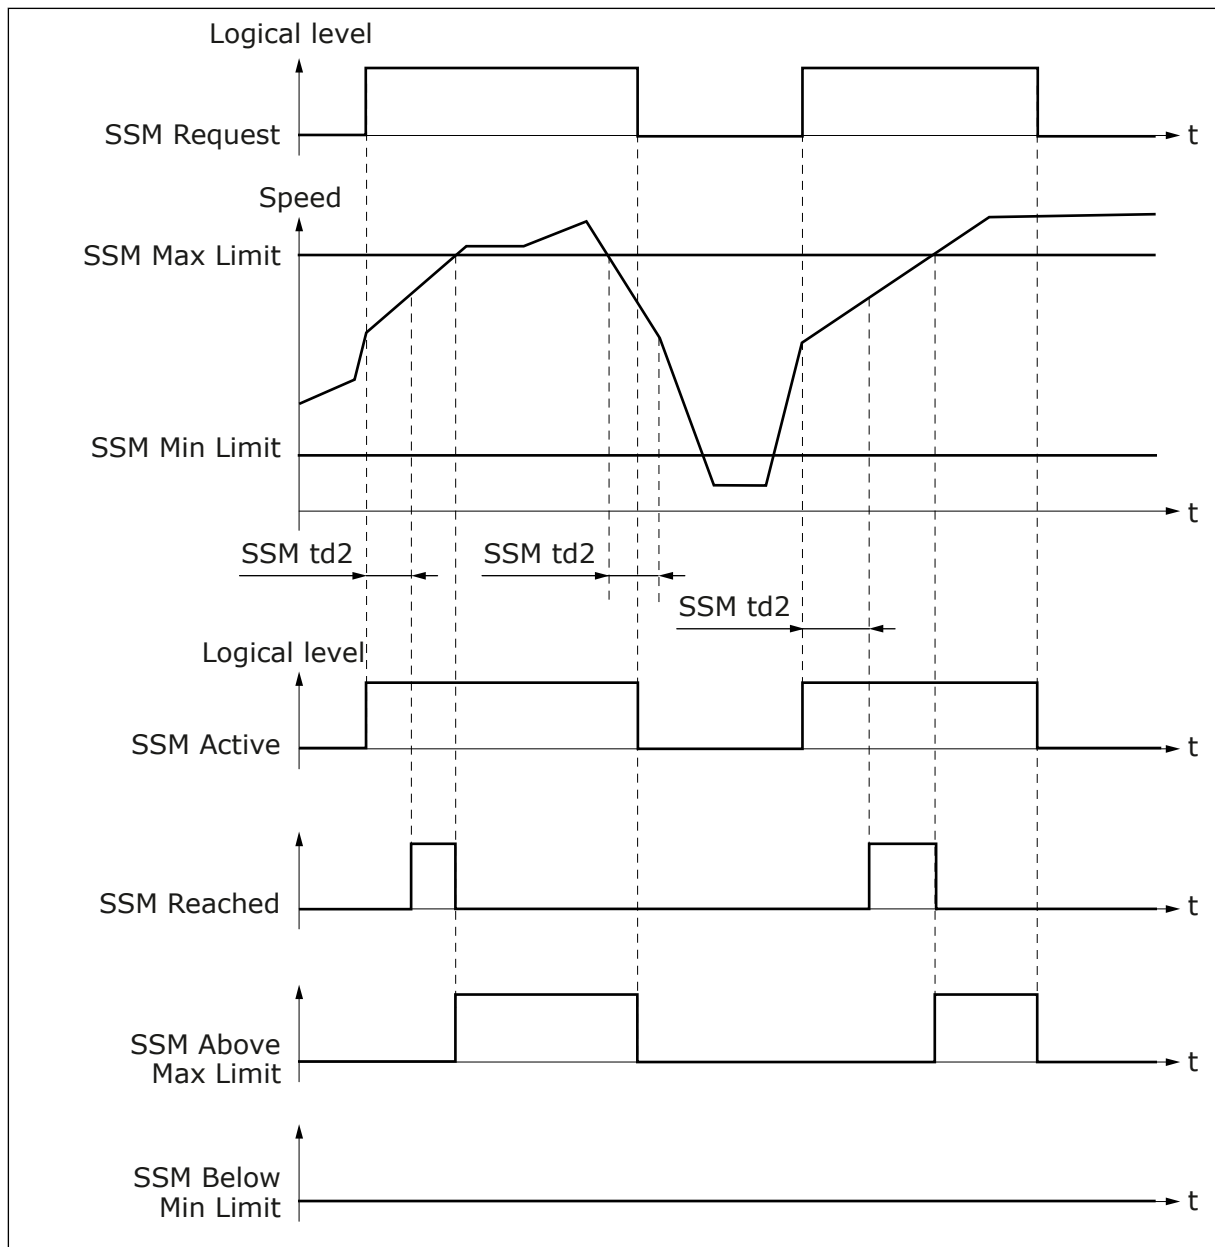 Logical level
SSM Request
t
Speed
SSM Max Limit
SSM Min Limit
t
SSM td2
SSM td2
SSM td2
Logical level
SSM Active
t
SSM Reached
t
SSM Above
Max Limit
t
SSM Below
Min Limit
t